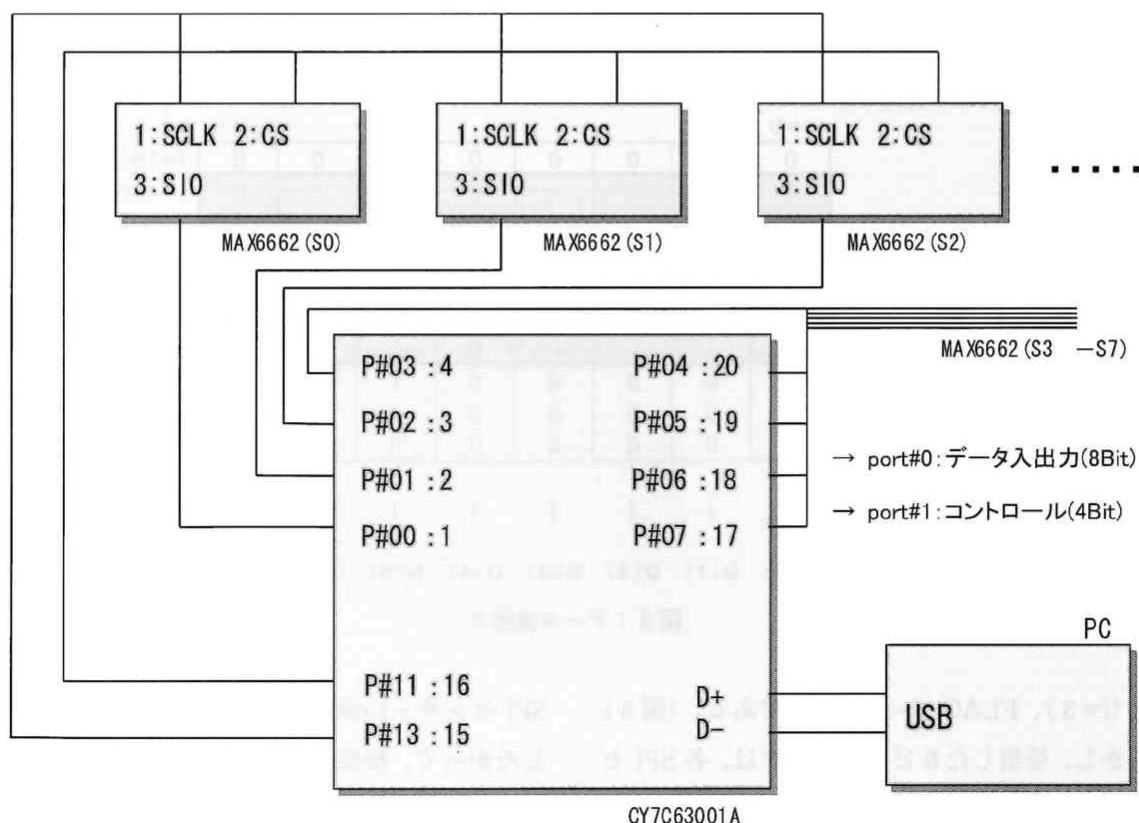 1:SCLK 2:CS
3:SIO
MAX6662(S0)
1:SCLK 2:CS
3:SIO
MAX6662(S1)
1:SCLK 2:CS
3:SIO
MAX6662(S2)
.....
MAX6662(S3 —S7)
P#03:4
P#02:3
P#01:2
P#00:1
P#04:20
P#05:19
P#06:18
P#07:17
→ port#0:データ入出力(8Bit)
→ port#1:コントロール(4Bit)
P#11:16
P#13:15
D+
D-
CY7C63001A
PC
USB